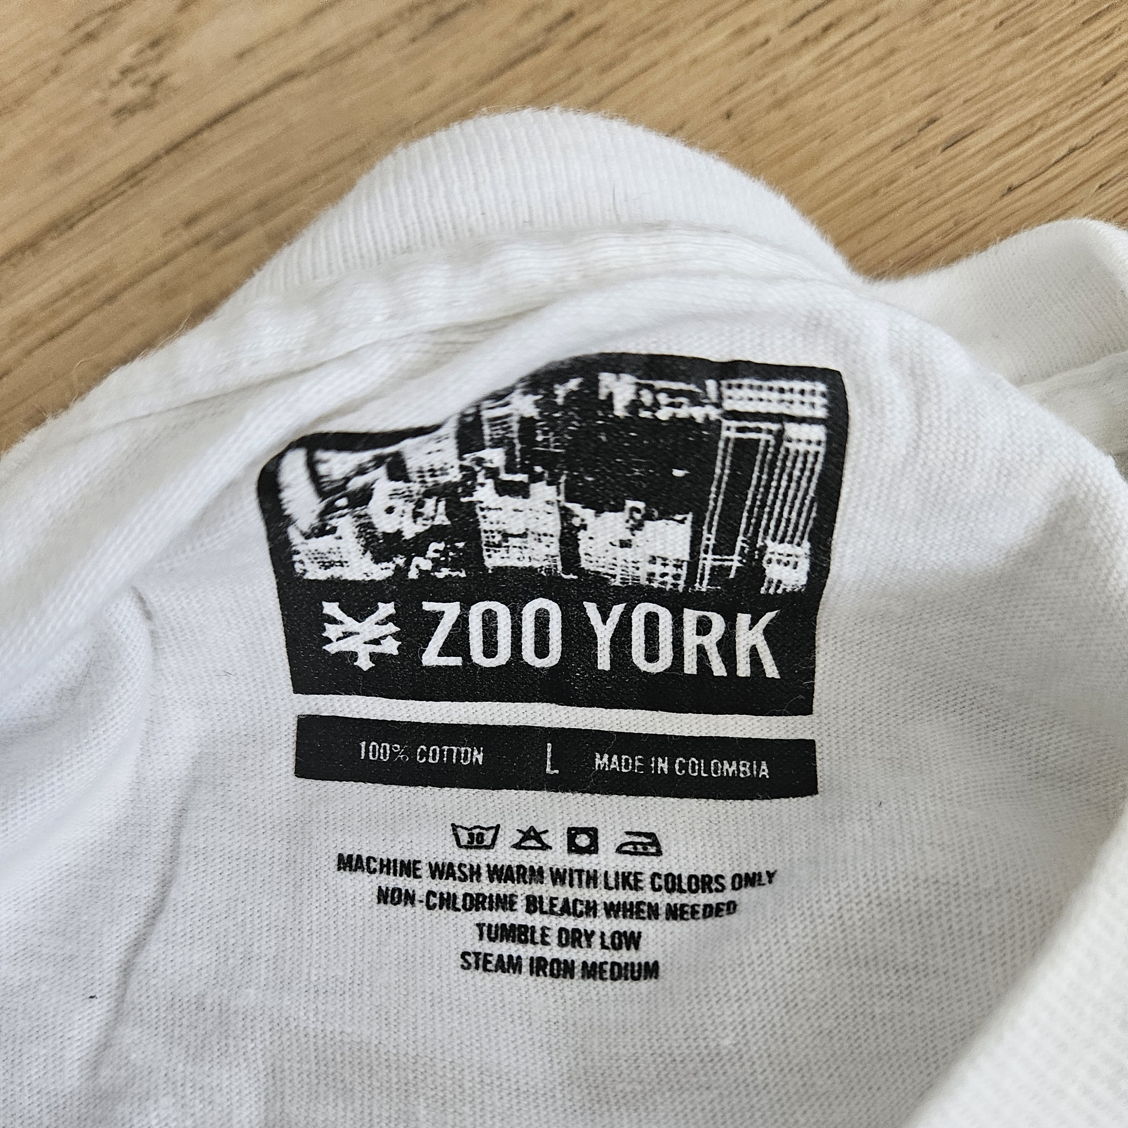 ZOO YORK
100% COTTON L MADE IN COLOMBIA
30
MACHINE WASH WARM WITH LIKE COLORS ONLY
NON-CHLORINE BLEACH WHEN NEEDED
TUMBLE DRY LOW
STEAM IRON MEDIUM